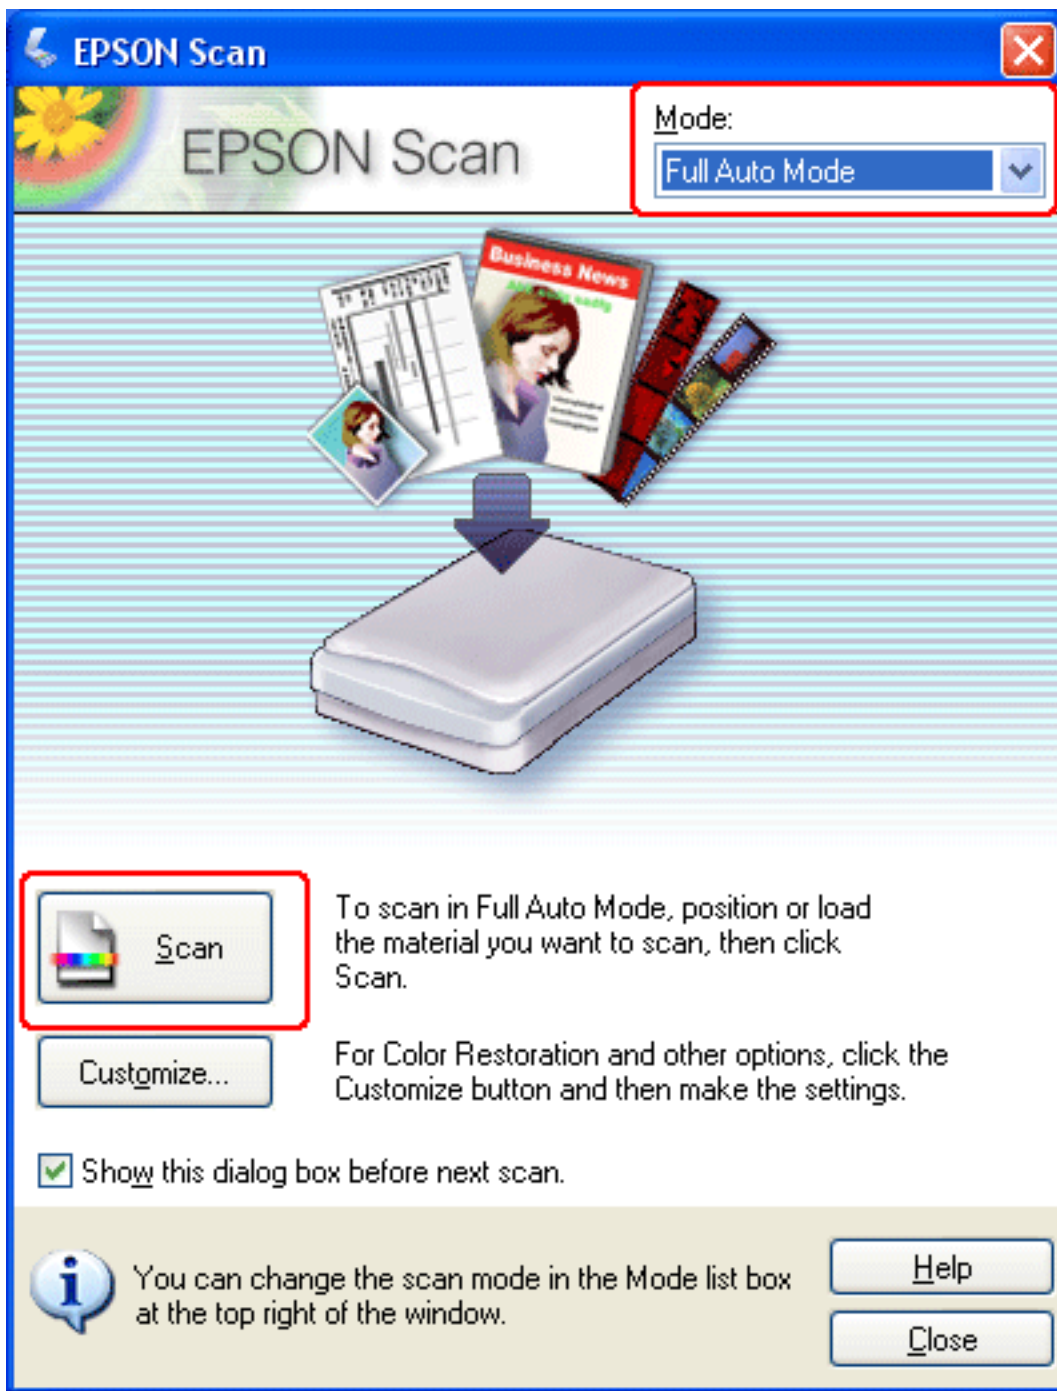 EPSON Scan
EPSON Scan
Mode:
Full Auto Mode
Business News
Scan
To scan in Full Auto Mode, position or load
the material you want to scan, then click
Scan.
Customize...
For Color Restoration and other options, click the
Customize button and then make the settings.
Show this dialog box before next scan.
You can change the scan mode in the Mode list box
at the top right of the window.
Help
Close